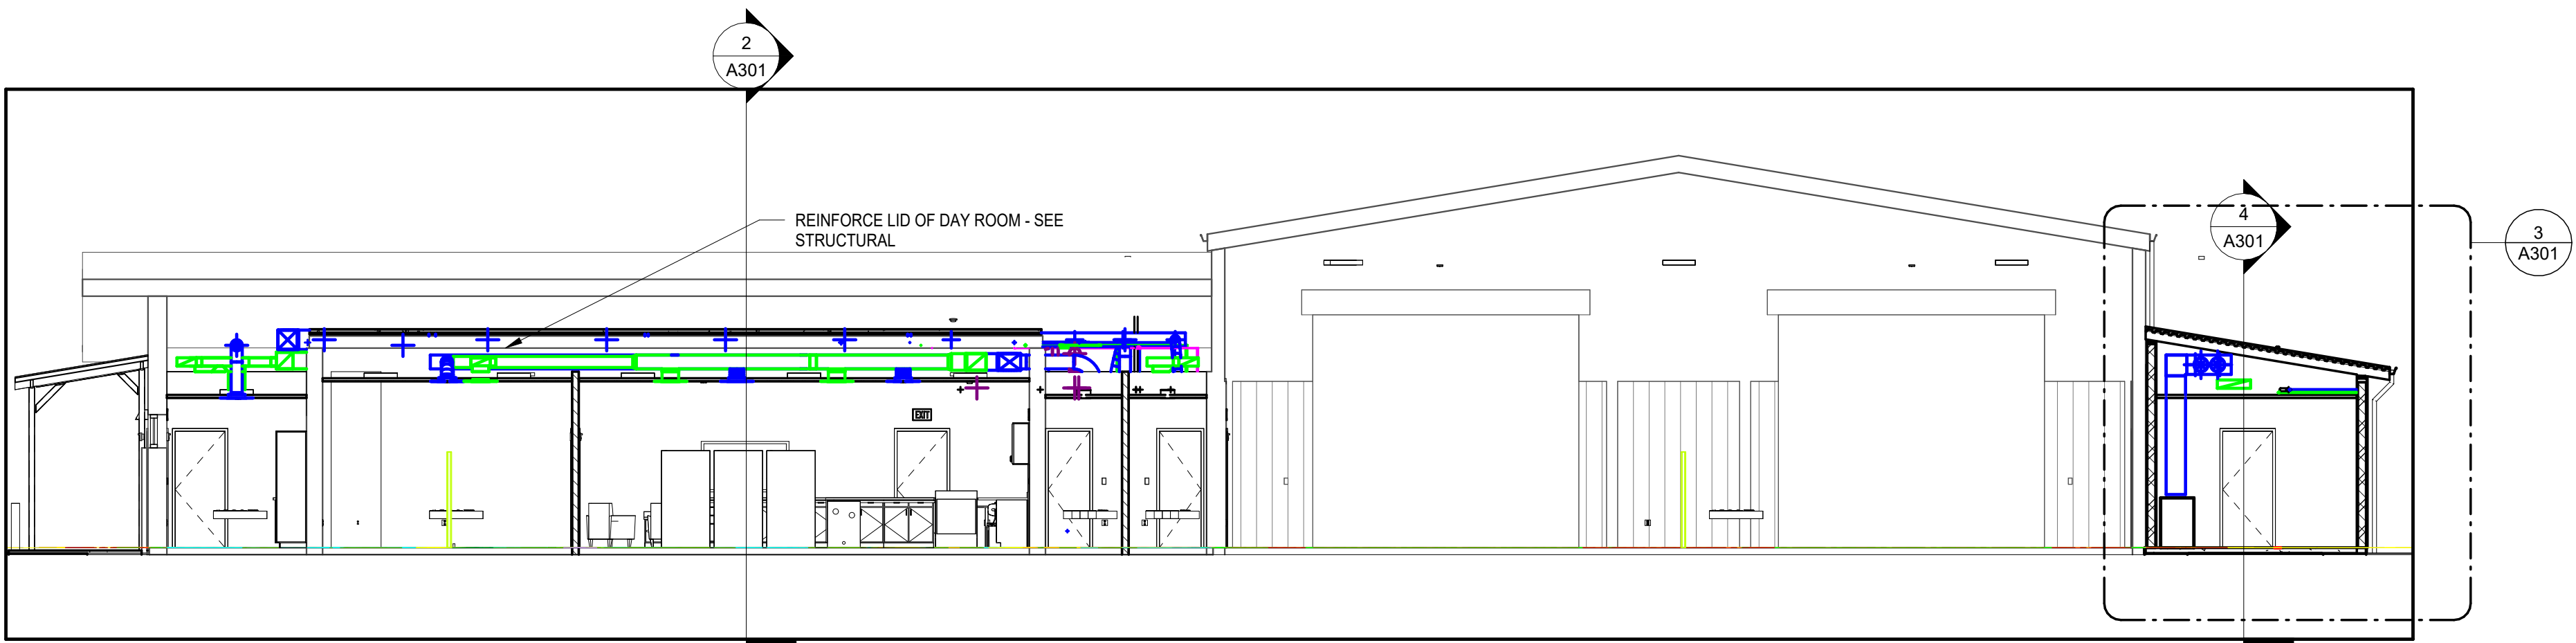 2
A301
REINFORCE LID OF DAY ROOM - SEE
STRUCTURAL
4
A301
3
A301
EXIT